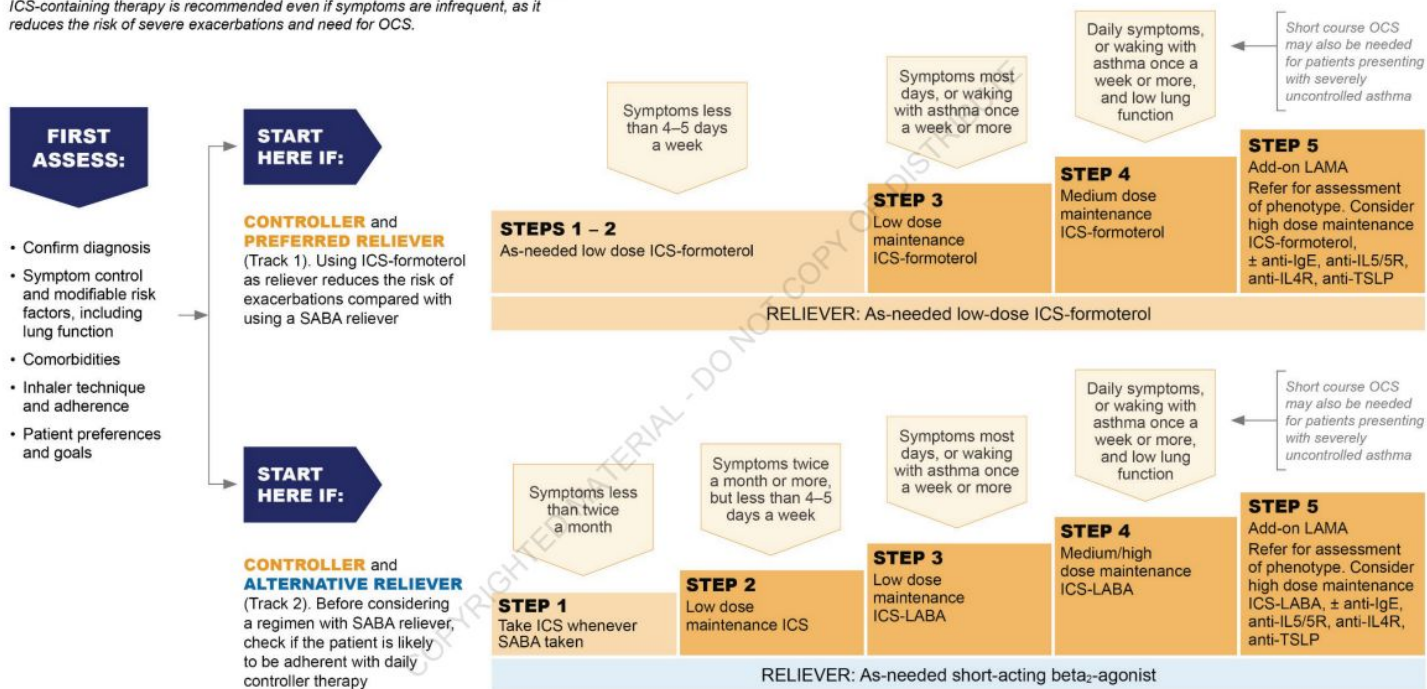 ICS-containing therapy is recommended even if symptoms are infrequent, as it
reduces the risk of severe exacerbations and need for OCS.
FIRST
ASSESS:
• Confirm diagnosis
• Symptom control
and modifiable risk
factors, including
lung function
• Comorbidities
• Inhaler technique
and adherence
• Patient preferences
and goals
START
HERE IF:
CONTROLLER and
PREFERRED RELIEVER
(Track 1). Using ICS-formoterol
as reliever reduces the risk of
exacerbations compared with
using a SABA reliever
Symptoms less
than 4–5 days
a week
Symptoms most
days, or waking
with asthma once
a week or more
Daily symptoms,
or waking with
asthma once a
week or more,
and low lung
function
Short course OCS
may also be needed
for patients presenting
with severely
uncontrolled asthma
STEPS 1 – 2
As-needed low dose ICS-formoterol
STEP 3
Low dose
maintenance
ICS-formoterol
STEP 4
Medium dose
maintenance
ICS-formoterol
STEP 5
Add-on LAMA
Refer for assessment
of phenotype. Consider
high dose maintenance
ICS-formoterol,
± anti-IgE, anti-IL5/5R,
anti-IL4R, anti-TSLP
RELIEVER: As-needed low-dose ICS-formoterol
START
HERE IF:
CONTROLLER and
ALTERNATIVE RELIEVER
(Track 2). Before considering
a regimen with SABA reliever,
check if the patient is likely
to be adherent with daily
controller therapy
Symptoms less
than twice
a month
Symptoms twice
a month or more,
but less than 4–5
days a week
Symptoms most
days, or waking
with asthma once
a week or more
Daily symptoms,
or waking with
asthma once a
week or more,
and low lung
function
Short course OCS
may also be needed
for patients presenting
with severely
uncontrolled asthma
STEP 1
Take ICS whenever
SABA taken
STEP 2
Low dose
maintenance ICS
STEP 3
Low dose
maintenance
ICS-LABA
STEP 4
Medium/high
dose maintenance
ICS-LABA
STEP 5
Add-on LAMA
Refer for assessment
of phenotype. Consider
high dose maintenance
ICS-LABA, ± anti-IgE,
anti-IL5/5R, anti-IL4R,
anti-TSLP
RELIEVER: As-needed short-acting beta₂-agonist
COPYRIGHTED MATERIAL - DO NOT COPY OR DISTRIBUTE